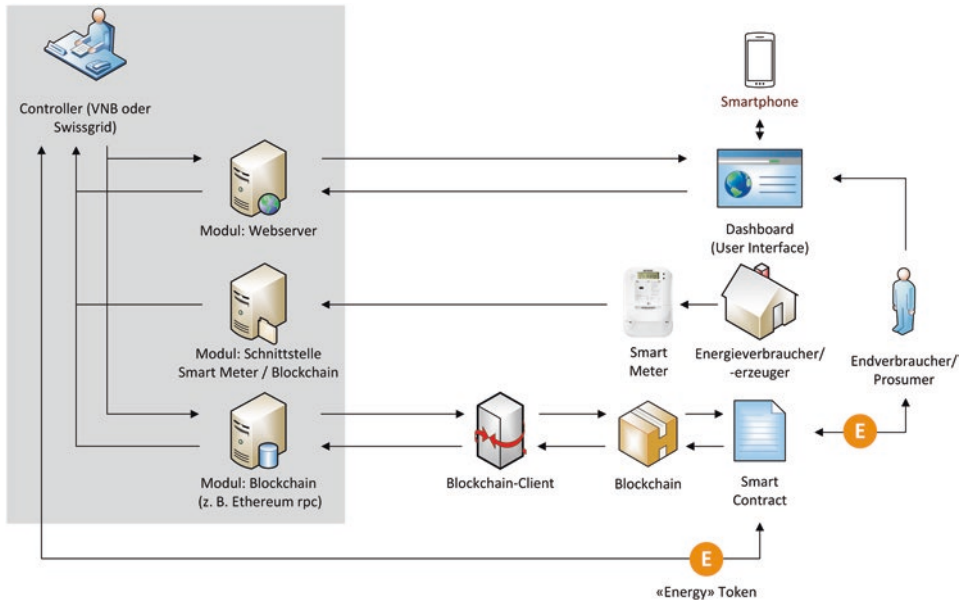 Controller (VNB oder
Swissgrid)
Smartphone
Modul: Webserver
Dashboard
(User Interface)
Modul: Schnittstelle
Smart Meter / Blockchain
Smart
Meter
Energieverbraucher/
-erzeuger
Endverbraucher/
Prosumer
E
Modul: Blockchain
(z. B. Ethereum rpc)
Blockchain-Client
Blockchain
Smart
Contract
E
«Energy» Token